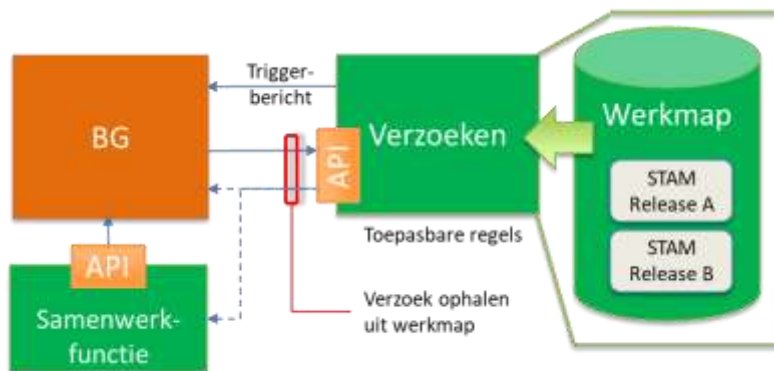 BG
Trigger-
bericht
Verzoeken
API
Toepasbare regels
Verzoek ophalen
uit werkmap
API
Samenwerk-
functie
Werkmap
STAM
Release A
STAM
Release B